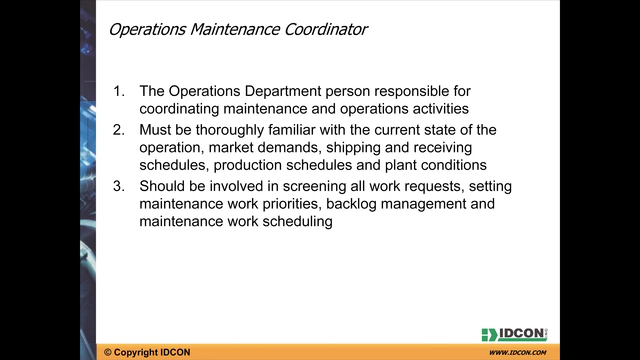 Operations Maintenance Coordinator
1. The Operations Department person responsible for
coordinating maintenance and operations activities
2. Must be thoroughly familiar with the current state of the
operation, market demands, shipping and receiving
schedules, production schedules and plant conditions
3. Should be involved in screening all work requests, setting
maintenance work priorities, backlog management and
maintenance work scheduling
IDCON
© Copyright IDCON
WWW.IDCON.COM